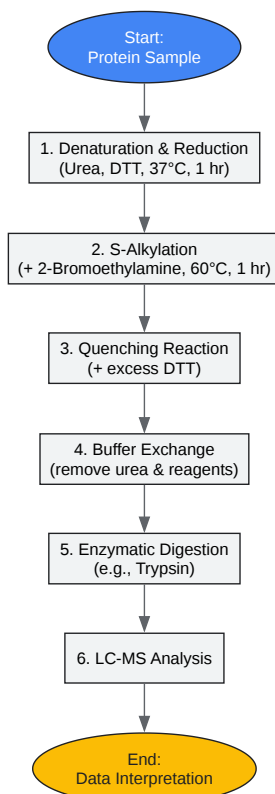 Start:
Protein Sample
1. Denaturation & Reduction
(Urea, DTT, 37°C, 1 hr)
2. S-Alkylation
(+ 2-Bromoethylamine, 60°C, 1 hr)
3. Quenching Reaction
(+ excess DTT)
4. Buffer Exchange
(remove urea & reagents)
5. Enzymatic Digestion
(e.g., Trypsin)
6. LC-MS Analysis
End:
Data Interpretation